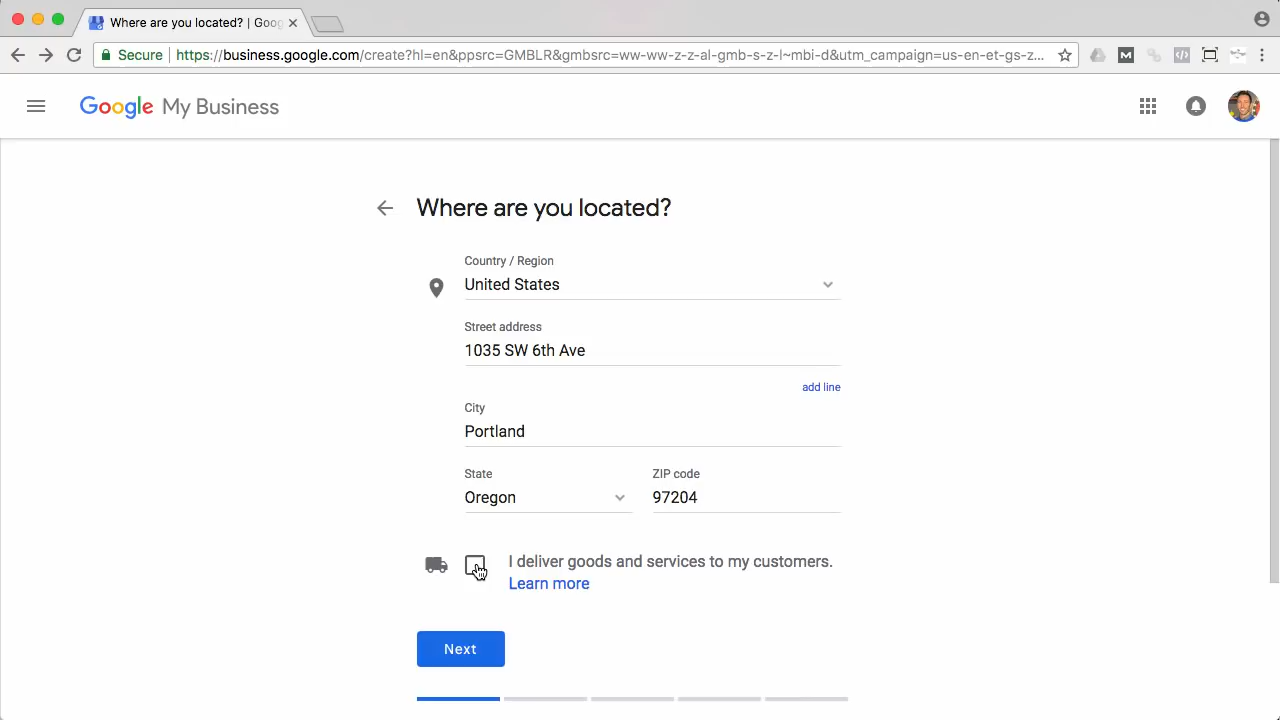 Where are you located? | Goog
Secure
https://business.google.com/create?hl=en&ppsrc=GMBLR&gmbsrc=ww-ww-z-z-al-gmb-s-z-l~mbi-d&utm_campaign=us-en-et-gs-z...
M
Google My Business
Where are you located?
Country / Region
United States
Street address
1035 SW 6th Ave
add line
City
Portland
State
ZIP code
Oregon
97204
I deliver goods and services to my customers.
Learn more
Next